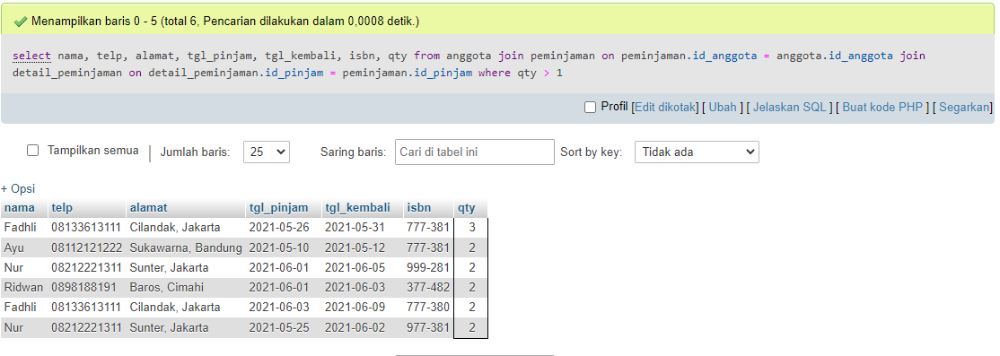 Menampilkan baris 0 - 5 (total 6, Pencarian dilakukan dalam 0,0008 detik.)
select nama, telp, alamat, tgl_pinjam, tgl_kembali, isbn, qty from anggota join peminjaman on peminjaman.id_anggota = anggota.id_anggota join
detail_peminjaman on detail_peminjaman.id_pinjam = peminjaman.id_pinjam where qty > 1
Profil [Edit dikotak] [ Ubah ] [ Jelaskan SQL ] [ Buat kode PHP ] [ Segarkan]
Tampilkan semua | Jumlah baris: 25 Saring baris: Cari di tabel ini Sort by key: Tidak ada
+ Opsi
nama telp alamat tgl_pinjam tgl_kembali isbn qty
Fadhli 08133613111 Cilandak, Jakarta 2021-05-26 2021-05-31 777-381 3
Ayu 08112121222 Sukawarna, Bandung 2021-05-10 2021-05-12 777-381 2
Nur 08212221311 Sunter, Jakarta 2021-06-01 2021-06-05 999-281 2
Ridwan 0898188191 Baros, Cimahi 2021-06-01 2021-06-03 377-482 2
Fadhli 08133613111 Cilandak, Jakarta 2021-06-03 2021-06-09 777-380 2
Nur 08212221311 Sunter, Jakarta 2021-05-25 2021-06-02 977-381 2